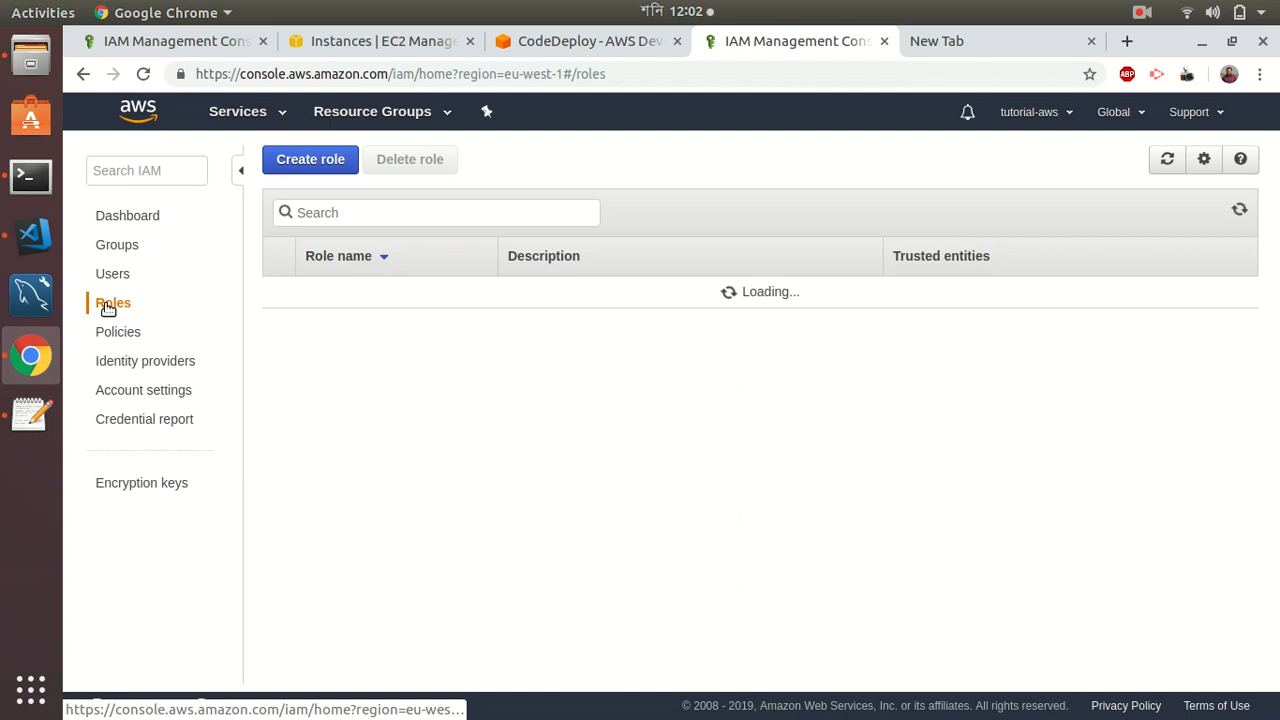 Activities
Google Chrome
শনি 12:02
IAM Management Cons
Instances | EC2 Manage
CodeDeploy - AWS Dev
IAM Management Cons
New Tab
https://console.aws.amazon.com/iam/home?region=eu-west-1#/roles
ABP
aws
Services
Resource Groups
tutorial-aws
Global
Support
Search IAM
Dashboard
Groups
Users
Roles
Policies
Identity providers
Account settings
Credential report
Encryption keys
Create role
Delete role
Search
Role name
Description
Trusted entities
Loading...
https://console.aws.amazon.com/iam/home?region=eu-wes...
© 2008 - 2019, Amazon Web Services, Inc. or its affiliates. All rights reserved.
Privacy Policy
Terms of Use